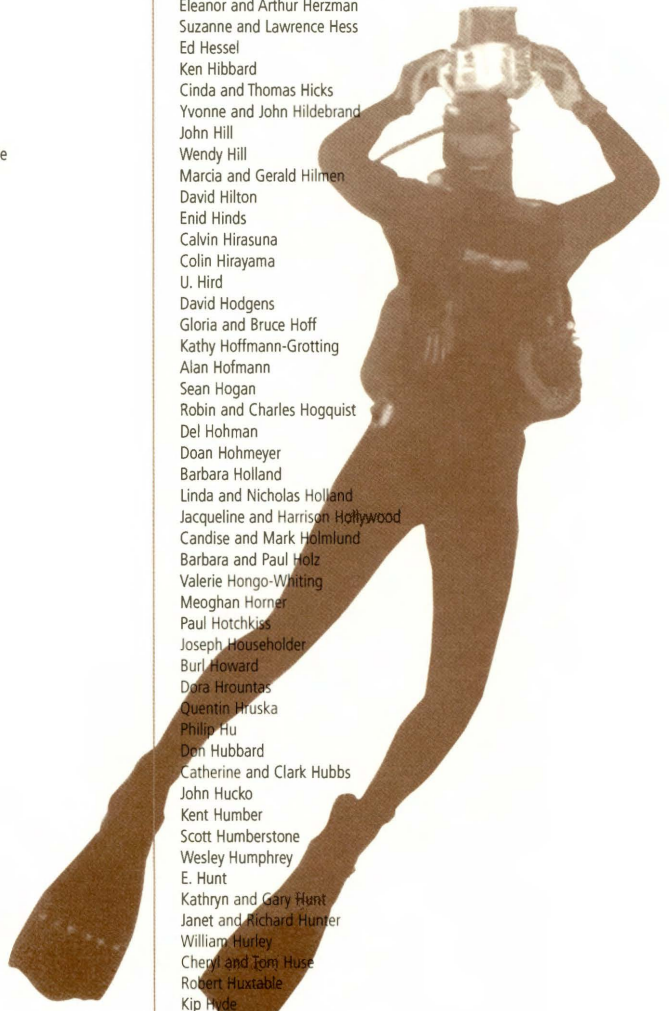 Eleanor and Arthur Herzman
Suzanne and Lawrence Hess
Ed Hessel
Ken Hibbard
Cinda and Thomas Hicks
Yvonne and John Hildebrand
John Hill
e
Wendy Hill
Marcia and Gerald Hilmen
David Hilton
Enid Hinds
Calvin Hirasuna
Colin Hirayama
U. Hird
David Hodgens
Gloria and Bruce Hoff
Kathy Hoffmann-Grotting
Alan Hofmann
Sean Hogan
Robin and Charles Hogquist
Del Hohman
Doan Hohmeyer
Barbara Holland
Linda and Nicholas Holland
Jacqueline and Harrison Hollywood
Candise and Mark Holmlund
Barbara and Paul Holz
Valerie Hongo-Whiting
Meoghan Horner
Paul Hotchkiss
Joseph Householder
Burl Howard
Dora Hrountas
Quentin Hruska
Philip Hu
Don Hubbard
Catherine and Clark Hubbs
John Hucko
Kent Humber
Scott Humberstone
Wesley Humphrey
E. Hunt
Kathryn and Gary Hunt
Janet and Richard Hunter
William Hurley
Cheryl and Tom Huse
Robert Huxtable
Kip Hyde